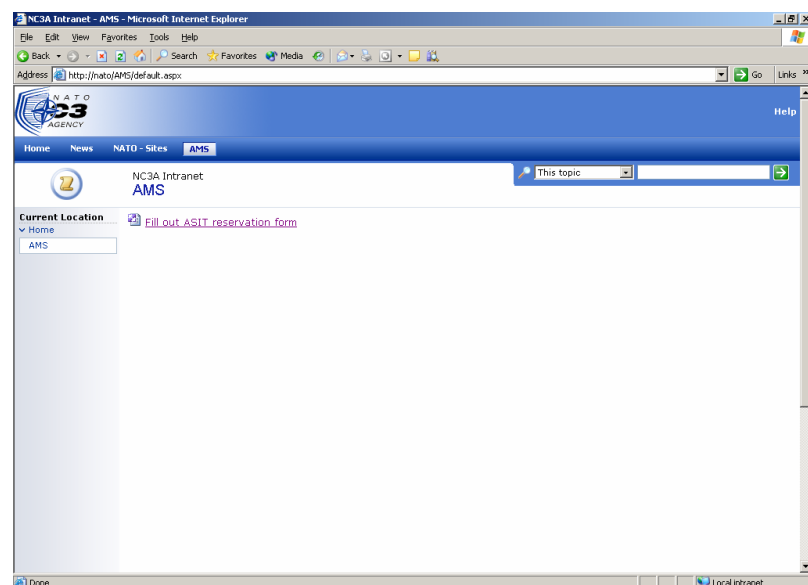 NC3A Intranet - AMS - Microsoft Internet Explorer
File Edit View Favorites Tools Help
Back Search Favorites Media
Address http://nato/AMS/default.aspx Go Links »
NATO
C3
AGENCY
Help
Home News NATO - Sites AMS
NC3A Intranet
AMS
This topic
Current Location
Home
AMS
Fill out ASIT reservation form
Done Local intranet